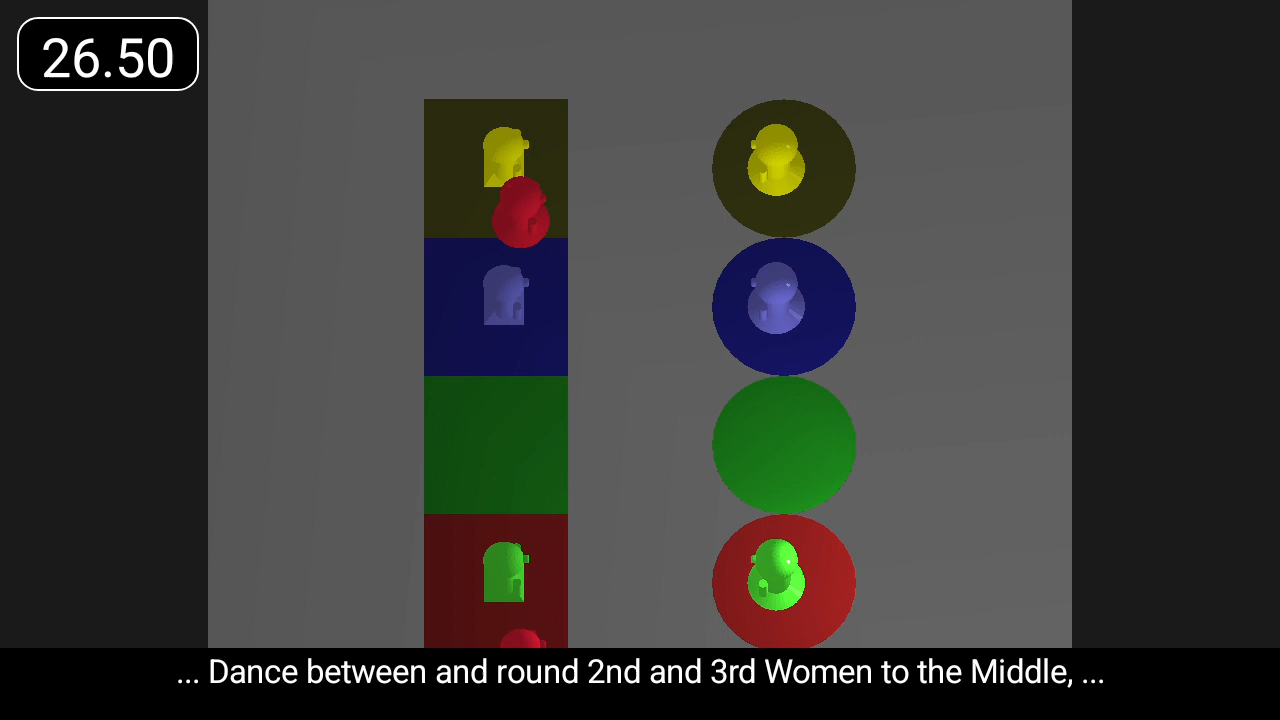 26.50
... Dance between and round 2nd and 3rd Women to the Middle, ...